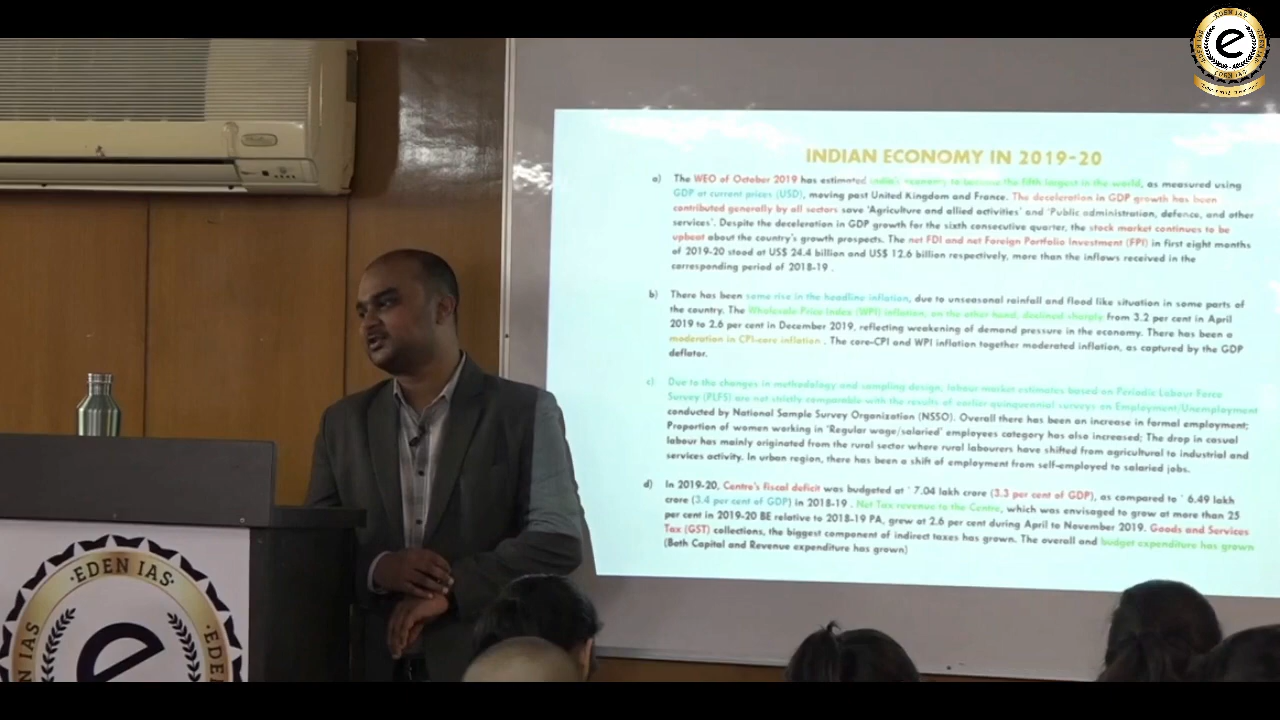 EDEN IAS
e
EDEN IAS
INDIAN ECONOMY IN 2019-20
a) The WEO of October 2019 has estimated India's economy to become the fifth largest in the world, as measured using
GDP at current prices (USD), moving past United Kingdom and France. The deceleration in GDP growth has been
contributed generally by all sectors save 'Agriculture and allied activities' and 'Public administration, defence, and other
services'. Despite the deceleration in GDP growth for the sixth consecutive quarter, the stock market continues to be
upbeat about the country's growth prospects. The net FDI and net Foreign Portfolio Investment (FPI) in first eight months
of 2019-20 stood at US$ 24.4 billion and US$ 12.6 billion respectively, more than the inflows received in the
corresponding period of 2018-19 .
b) There has been some rise in the headline inflation, due to unseasonal rainfall and flood like situation in some parts of
the country. The Wholesale Price Index (WPI) inflation, on the other hand, declined sharply from 3.2 per cent in April
2019 to 2.6 per cent in December 2019, reflecting weakening of demand pressure in the economy. There has been a
moderation in CPI-core inflation . The core-CPI and WPI inflation together moderated inflation, as captured by the GDP
deflator.
c) Due to the changes in methodology and sampling design, labour market estimates based on Periodic Labour Force
Survey (PLFS) are not strictly comparable with the results of earlier quinquennial surveys on Employment/Unemployment
conducted by National Sample Survey Organization (NSSO). Overall there has been an increase in formal employment;
Proportion of women working in 'Regular wage/salaried' employees category has also increased; The drop in casual
labour has mainly originated from the rural sector where rural labourers have shifted from agricultural to industrial and
services activity. In urban region, there has been a shift of employment from self-employed to salaried jobs.
d) In 2019-20, Centre's fiscal deficit was budgeted at ` 7.04 lakh crore (3.3 per cent of GDP), as compared to ` 6.49 lakh
crore (3.4 per cent of GDP) in 2018-19 . Net Tax revenue to the Centre, which was envisaged to grow at more than 25
per cent in 2019-20 BE relative to 2018-19 PA, grew at 2.6 per cent during April to November 2019. Goods and Services
Tax (GST) collections, the biggest component of indirect taxes has grown. The overall and budget expenditure has grown
(Both Capital and Revenue expenditure has grown)
EDEN IAS
e